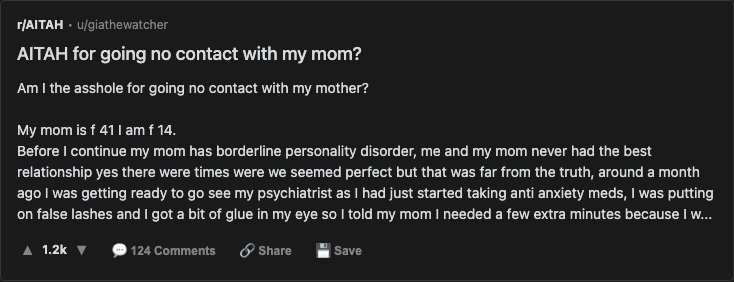 r/AITAH • u/giathewatcher
AITAH for going no contact with my mom?
Am I the asshole for going no contact with my mother?
My mom is f 41 I am f 14.
Before I continue my mom has borderline personality disorder, me and my mom never had the best
relationship yes there were times were we seemed perfect but that was far from the truth, around a month
ago I was getting ready to go see my psychiatrist as I had just started taking anti anxiety meds, I was putting
on false lashes and I got a bit of glue in my eye so I told my mom I needed a few extra minutes because I w...
▲ 1.2k ▼ 💬 124 Comments 🔗 Share 💾 Save